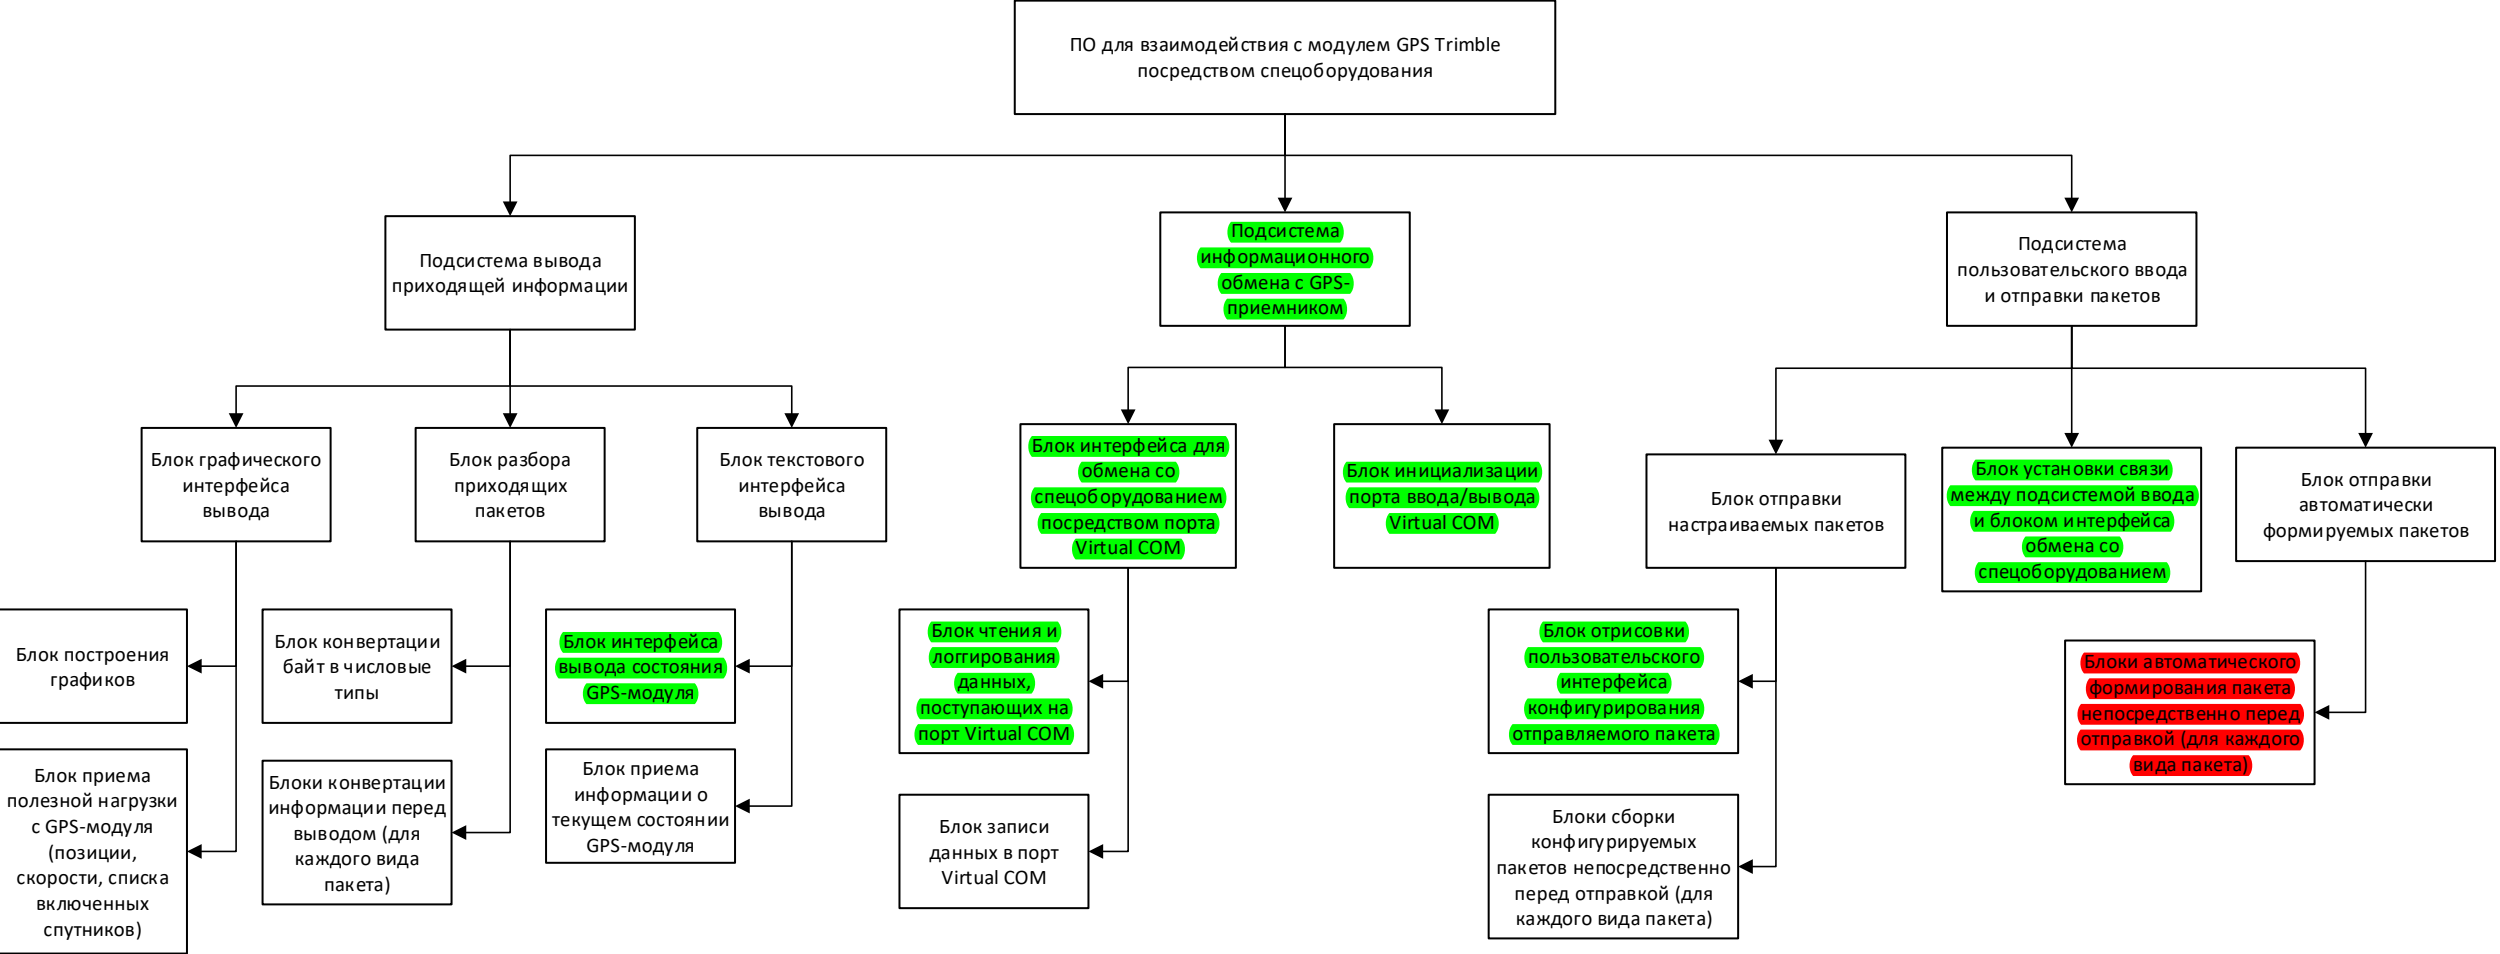 ПО для взаимодействия с модулем GPS Trimble
посредством спецоборудования
Подсистема вывода
приходящей информации
Подсистема
информационного
обмена с GPS-
приемником
Подсистема
пользовательского ввода
и отправки пакетов
Блок графического
интерфейса
вывода
Блок разбора
приходящих
пакетов
Блок текстового
интерфейса
вывода
Блок интерфейса для
обмена со
спецоборудованием
посредством порта
Virtual COM
Блок инициализации
порта ввода/вывода
Virtual COM
Блок отправки
настраиваемых пакетов
Блок установки связи
между подсистемой ввода
и блоком интерфейса
обмена со
спецоборудованием
Блок отправки
автоматически
формируемых пакетов
Блок построения
графиков
Блок конвертации
байт в числовые
типы
Блок интерфейса
вывода состояния
GPS-модуля
Блок чтения и
логгирования
данных,
поступающих на
порт Virtual COM
Блок отрисовки
пользовательского
интерфейса
конфигурирования
отправляемого пакета
Блоки автоматического
формирования пакета
непосредственно перед
отправкой (для каждого
вида пакета)
Блок приема
полезной нагрузки
с GPS-модуля
(позиции,
скорости, списка
включенных
спутников)
Блоки конвертации
информации перед
выводом (для
каждого вида
пакета)
Блок приема
информации о
текущем состоянии
GPS-модуля
Блок записи
данных в порт
Virtual COM
Блоки сборки
конфигурируемых
пакетов непосредственно
перед отправкой (для
каждого вида пакета)